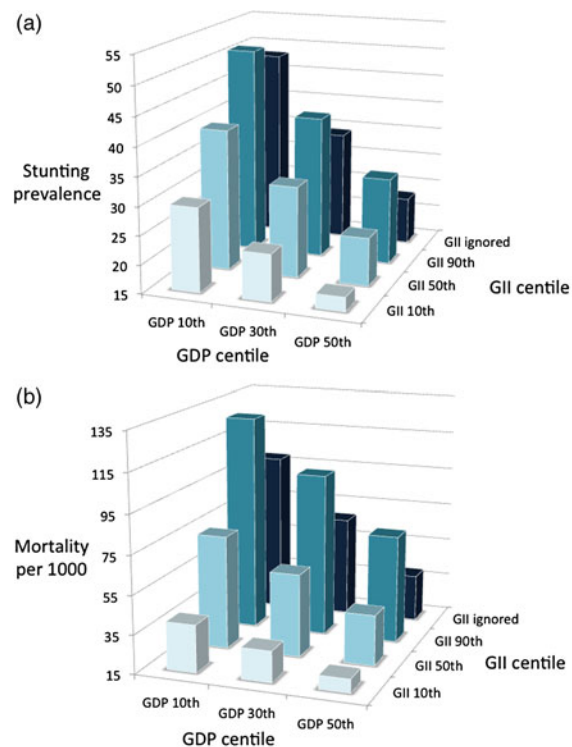 (a)
55
50
45
40
35
30
25
20
15
Stunting
prevalence
GDP 10th
GDP 30th
GDP 50th
GDP centile
GII ignored
GII 90th
GII 50th
GII 10th
GII centile
(b)
135
115
95
75
55
35
15
Mortality
per 1000
GDP 10th
GDP 30th
GDP 50th
GDP centile
GII ignored
GII 90th
GII 50th
GII 10th
GII centile